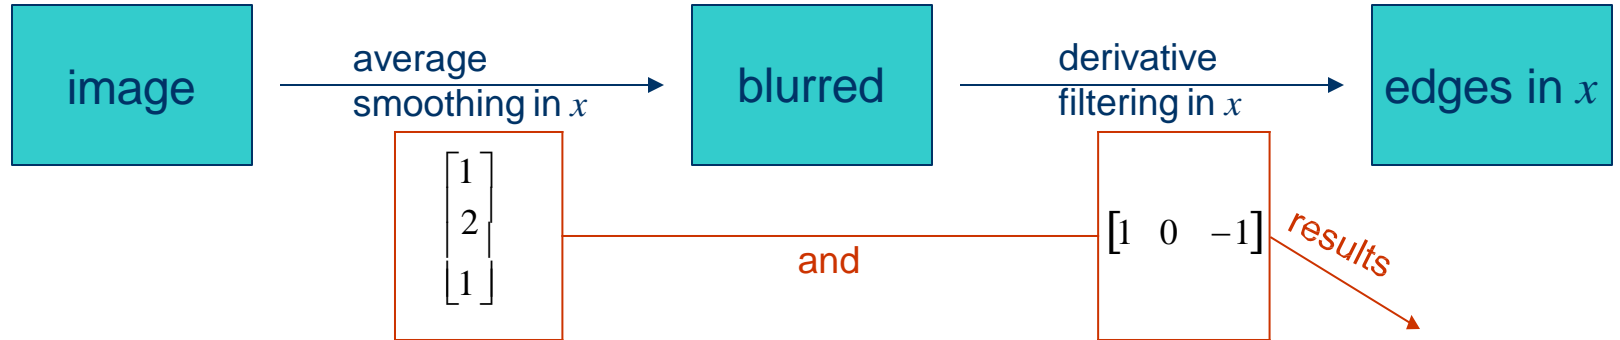 image
average
smoothing in x
blurred
derivative
filtering in x
edges in x
[1
2
1]
and
[1 0 −1]
results